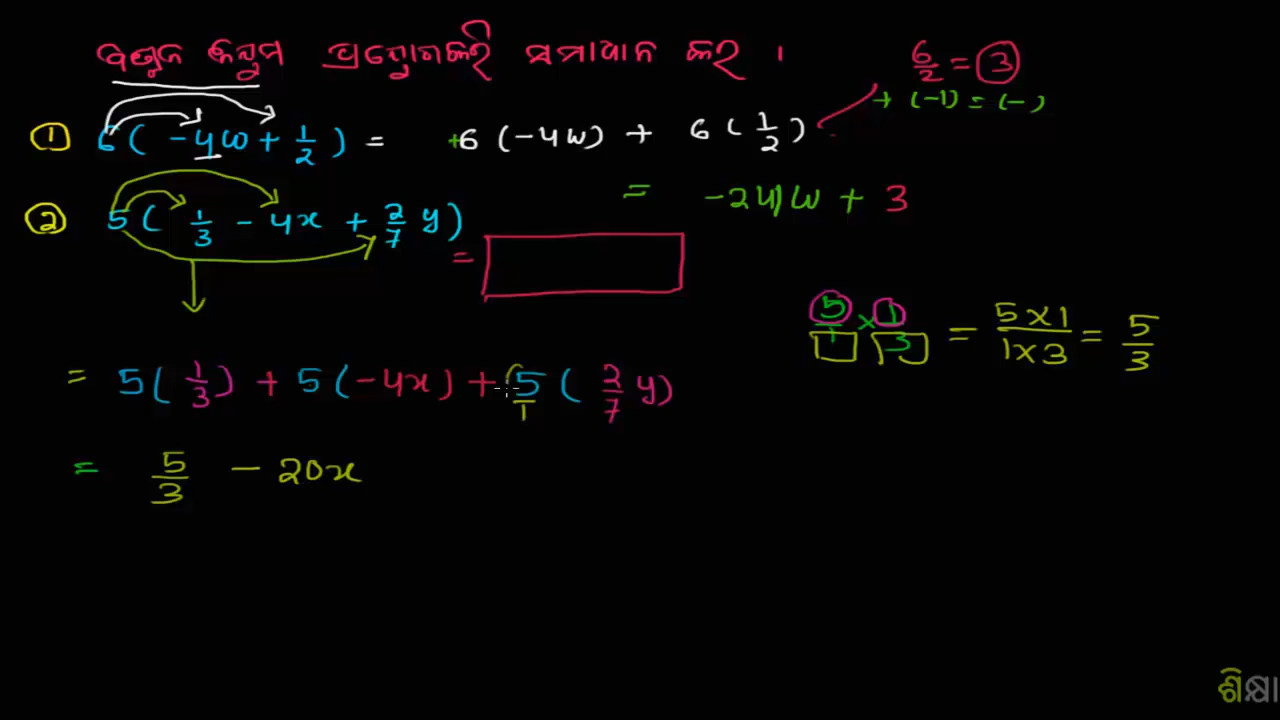 ବଣ୍ଟନ ନିୟମ ପ୍ରୟୋଗକରି ସମାଧାନ କର ।
6/2 = 3
+ (-1) = (-)
① 6( -4w + 1/2 ) = +6 (-4w) + 6 ( 1/2 )
= -24w + 3
② 5( 1/3 - 4x + 2/7 y )
=
5/1 × 1/3 = 5×1/1×3 = 5/3
= 5( 1/3 ) + 5(-4x) + 5/1 ( 2/7 y )
= 5/3 - 20x
ଶିକ୍ଷା